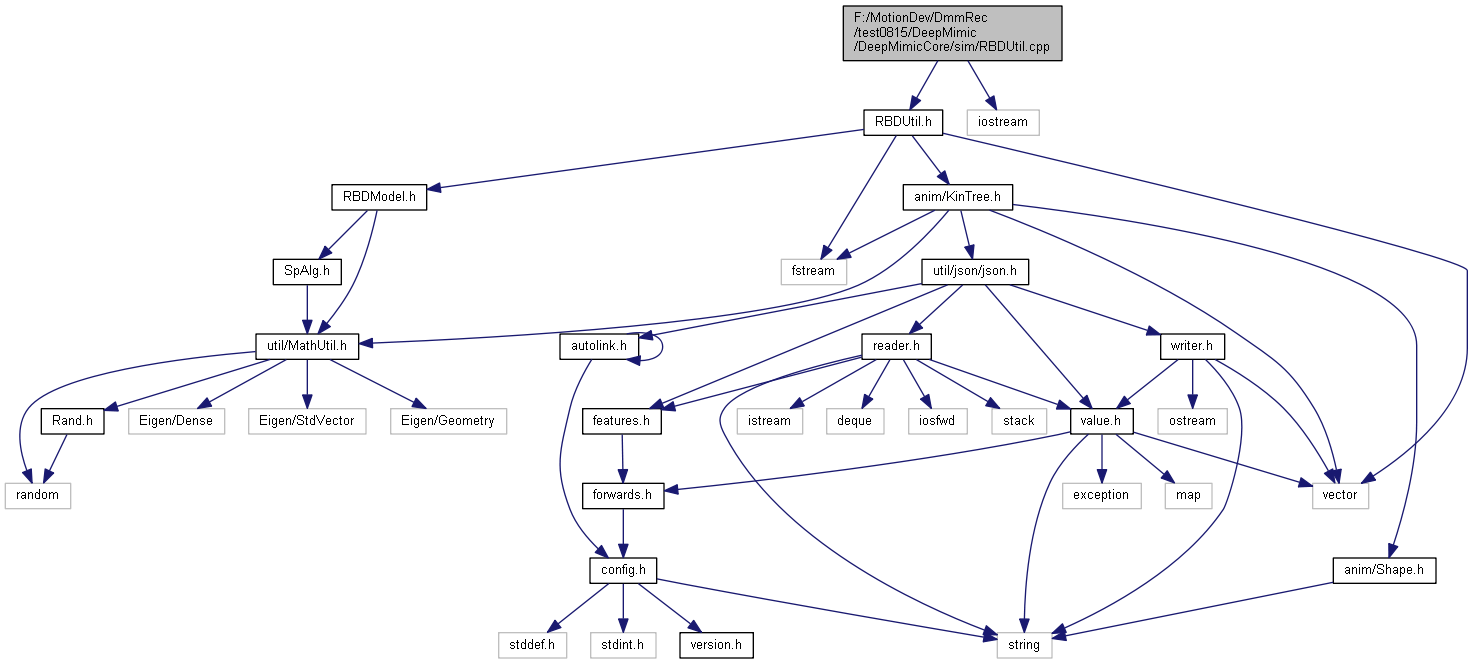 F:/MotionDev/DmmRec
/test0815/DeepMimic
/DeepMimicCore/sim/RBDUtil.cpp
RBDUtil.h
iostream
RBDModel.h
anim/KinTree.h
SpAlg.h
fstream
util/json/json.h
util/MathUtil.h
autolink.h
reader.h
writer.h
Rand.h
Eigen/Dense
Eigen/StdVector
Eigen/Geometry
features.h
istream
deque
iosfwd
stack
value.h
ostream
random
forwards.h
exception
map
vector
config.h
anim/Shape.h
stddef.h
stdint.h
version.h
string